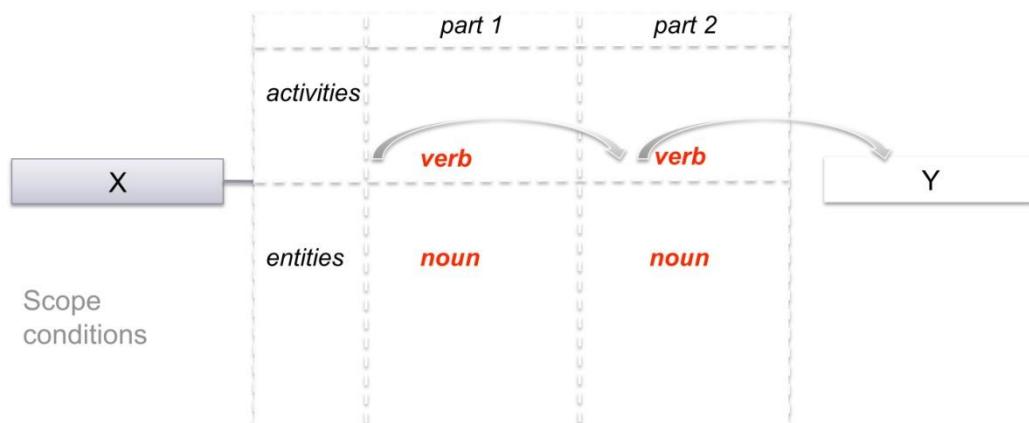 part 1 part 2
activities
verb verb
X
Y
entities noun noun
Scope
conditions